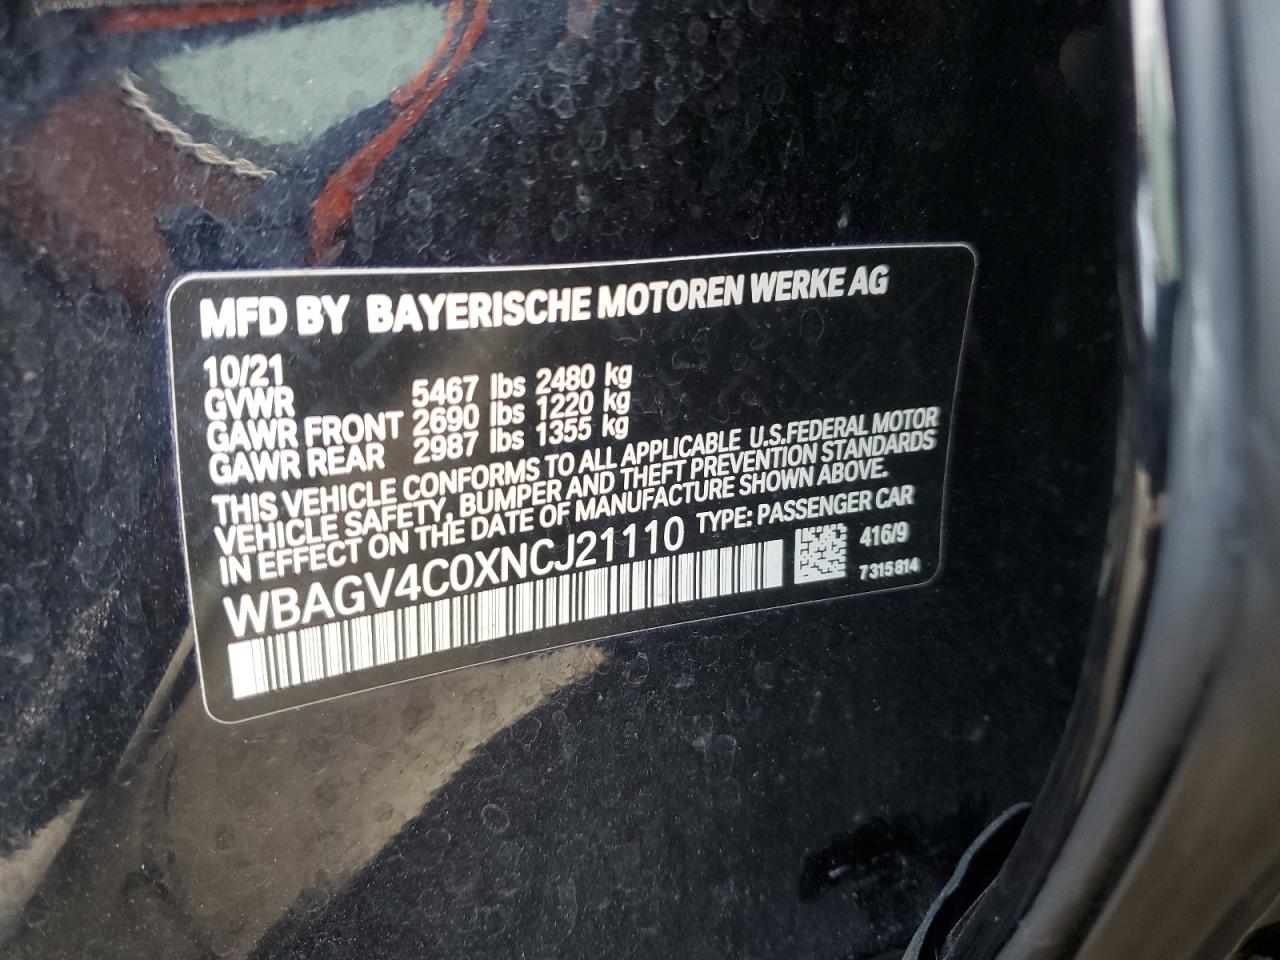 MFD BY BAYERISCHE MOTOREN WERKE AG
10/21
GVWR 5467 lbs 2480 kg
GAWR FRONT 2690 lbs 1220 kg
GAWR REAR 2987 lbs 1355 kg
THIS VEHICLE CONFORMS TO ALL APPLICABLE U.S.FEDERAL MOTOR
VEHICLE SAFETY, BUMPER AND THEFT PREVENTION STANDARDS
IN EFFECT ON THE DATE OF MANUFACTURE SHOWN ABOVE.
WBAGV4C0XNCJ21110 TYPE: PASSENGER CAR
416/9
7315814